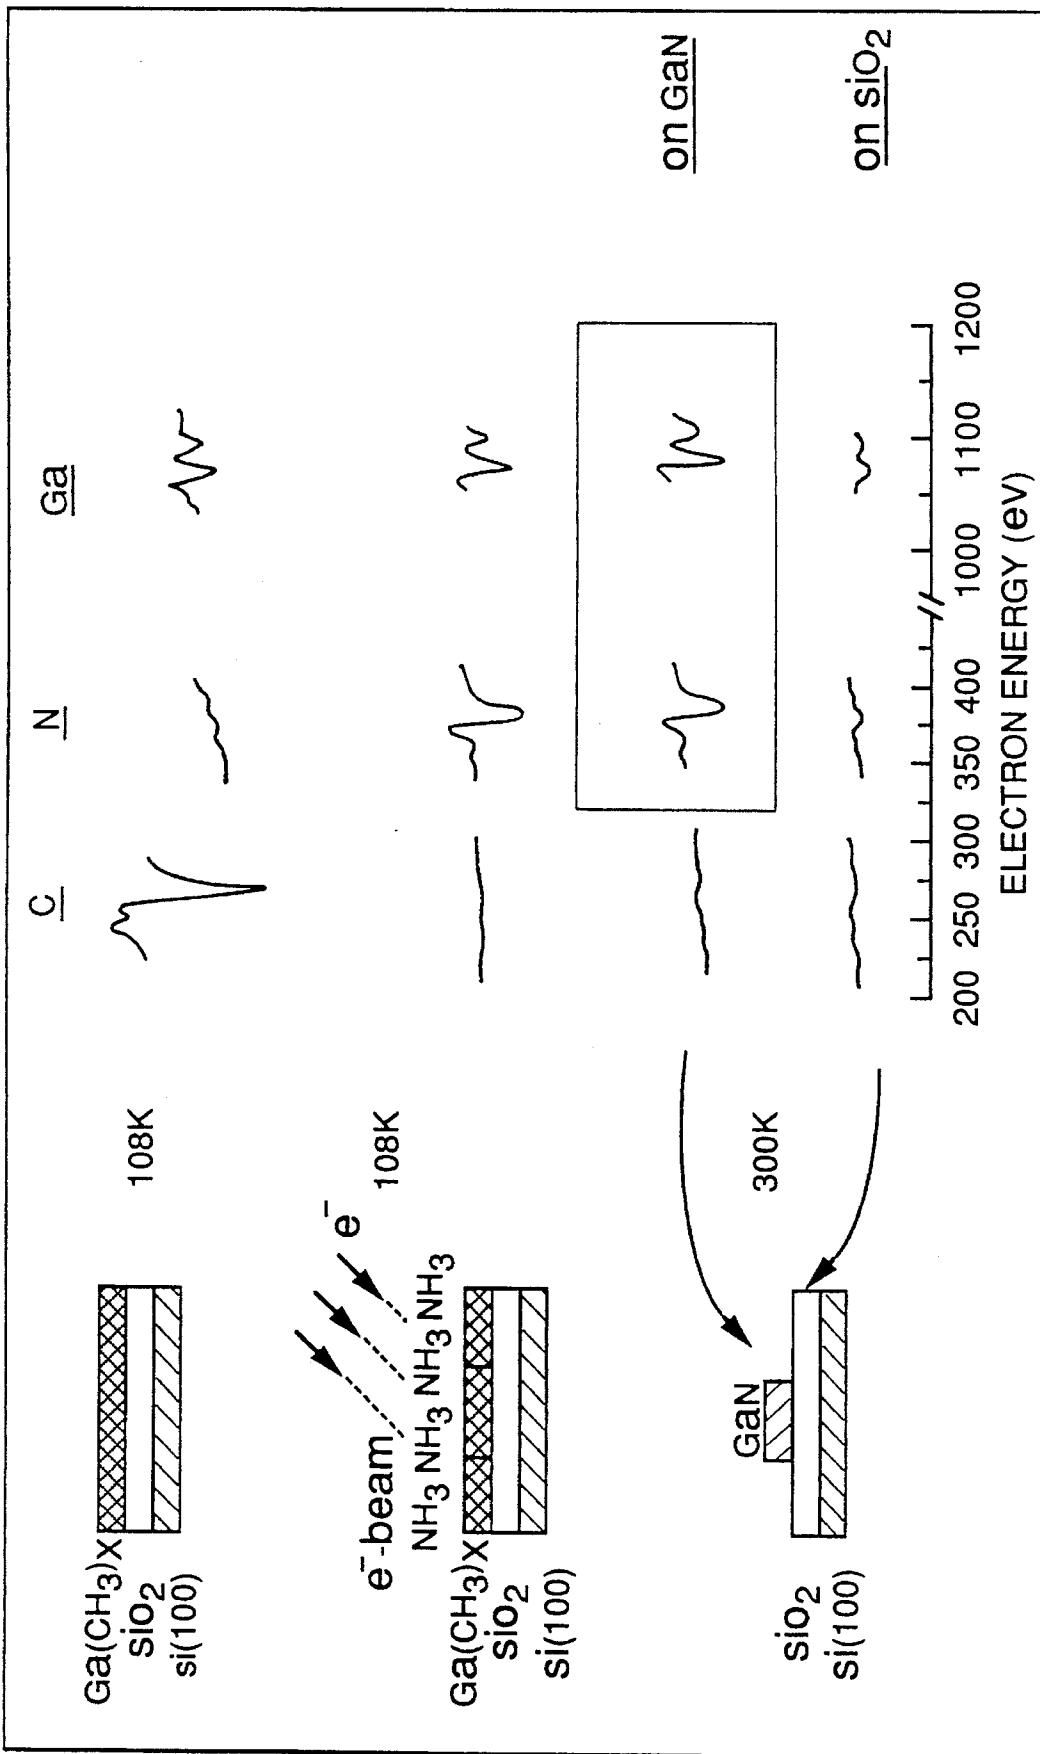 C
N
Ga
Ga(CH3)X
sio2
si(100)
108K
e⁻-beam
e⁻
NH3 NH3 NH3 NH3
Ga(CH3)X
sio2
si(100)
108K
GaN
sio2
si(100)
300K
on GaN
on sio2
200 250 300 350 400 1000 1100 1200
ELECTRON ENERGY (eV)